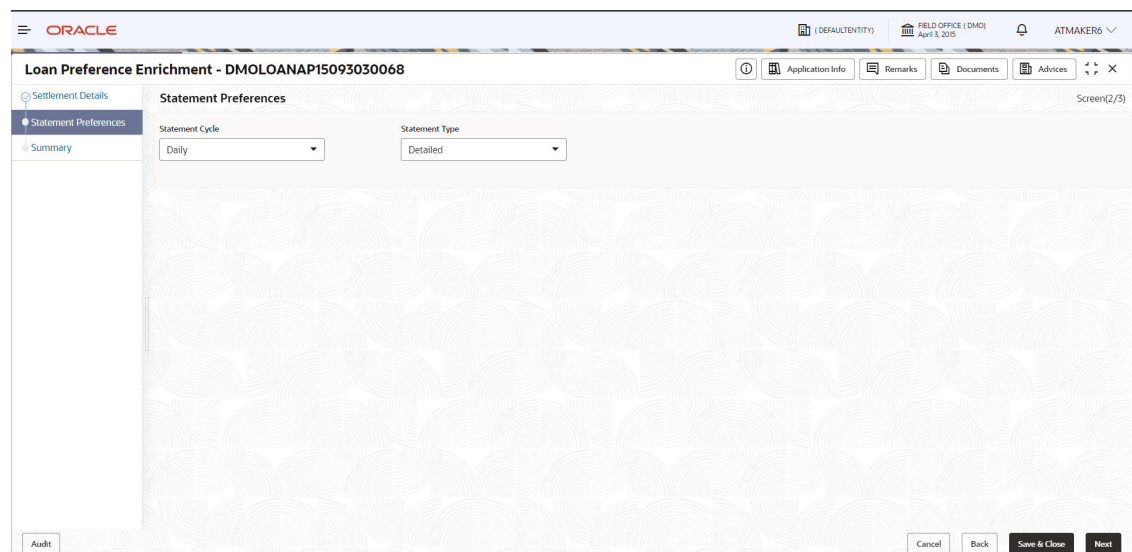 ORACLE
( DEFAULTENTITY)
FIELD OFFICE ( DMO)
April 3, 2015
ATMAKER6
Loan Preference Enrichment - DMOLOANAP15093030068
Application Info
Remarks
Documents
Advices
Settlement Details
Statement Preferences
Summary
Statement Preferences
Screen(2/3)
Statement Cycle
Statement Type
Daily
Detailed
Audit
Cancel
Back
Save & Close
Next